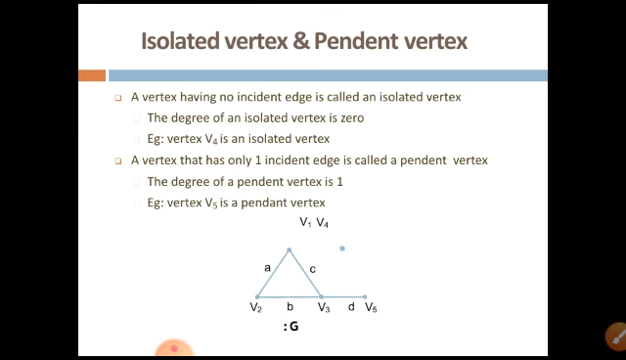 Isolated vertex & Pendent vertex
A vertex having no incident edge is called an isolated vertex
The degree of an isolated vertex is zero
Eg: vertex V4 is an isolated vertex
A vertex that has only 1 incident edge is called a pendent vertex
The degree of a pendent vertex is 1
Eg: vertex V5 is a pendant vertex
V1 V4
a c
V2 b V3 d V5
:G